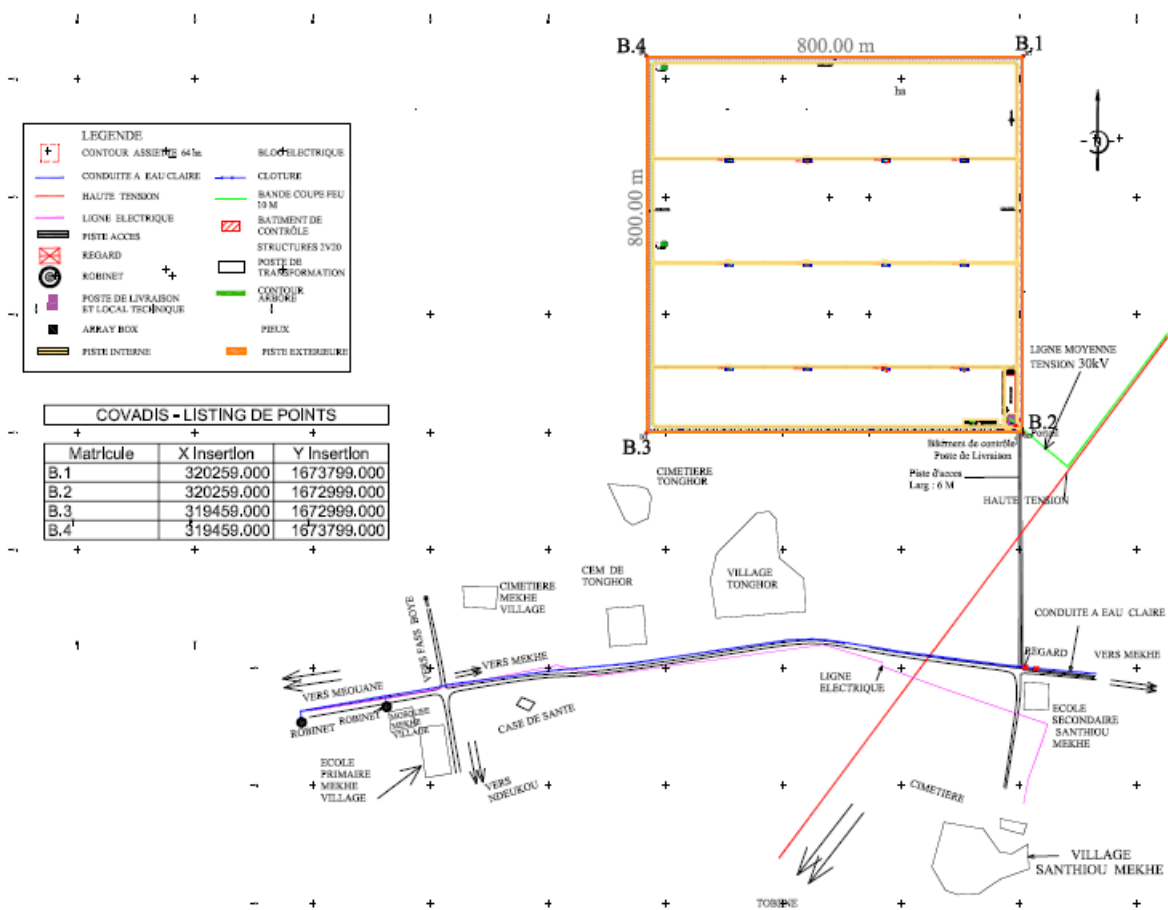 B.4
800.00 m
B.1
ha
800.00 m
LEGENDE
CONTOUR ASSIETTE 64 ha
BLOC ELECTRIQUE
CONDUITE A EAU CLAIRE
CLOTURE
HAUTE TENSION
BANDE COUPE FEU
10 M
LIGNE ELECTRIQUE
BATIMENT DE
CONTRÔLE
PISTE ACCES
STRUCTURES 2V20
REGARD
POSTE DE
TRANSFORMATION
ROBINET
CONTOUR
ARBORE
POSTE DE LIVRAISON
ET LOCAL TECHNIQUE
ARRAY BOX
PIEUX
PISTE INTERNE
PISTE EXTERIEURE
LIGNE MOYENNE
TENSION 30kV
COVADIS - LISTING DE POINTS
Matricule X Insertion Y Insertion
B.1 320259.000 1673799.000
B.2 320259.000 1672999.000
B.3 319459.000 1672999.000
B.4 319459.000 1673799.000
B.3
B.2
Bâtiment de contrôle
Poste de Livraison
Piste d'acces
Larg : 6 M
HAUTE TENSION
CIMETIERE
TONGHOR
CEM DE
TONGHOR
VILLAGE
TONGHOR
CIMETIERE
MEKHE
VILLAGE
VERS FASS BOYE
CONDUITE A EAU CLAIRE
REGARD
VERS MEKHE
VERS MEKHE
VERS MEOUANE
LIGNE
ELECTRIQUE
ROBINET
ROBINET
MOSQUEE
MEKHE
VILLAGE
CASE DE SANTE
ECOLE
SECONDAIRE
SANTHIOU
MEKHE
ECOLE
PRIMAIRE
MEKHE
VILLAGE
VERS
NDEUKOU
CIMETIERE
VILLAGE
SANTHIOU MEKHE
TOBENE